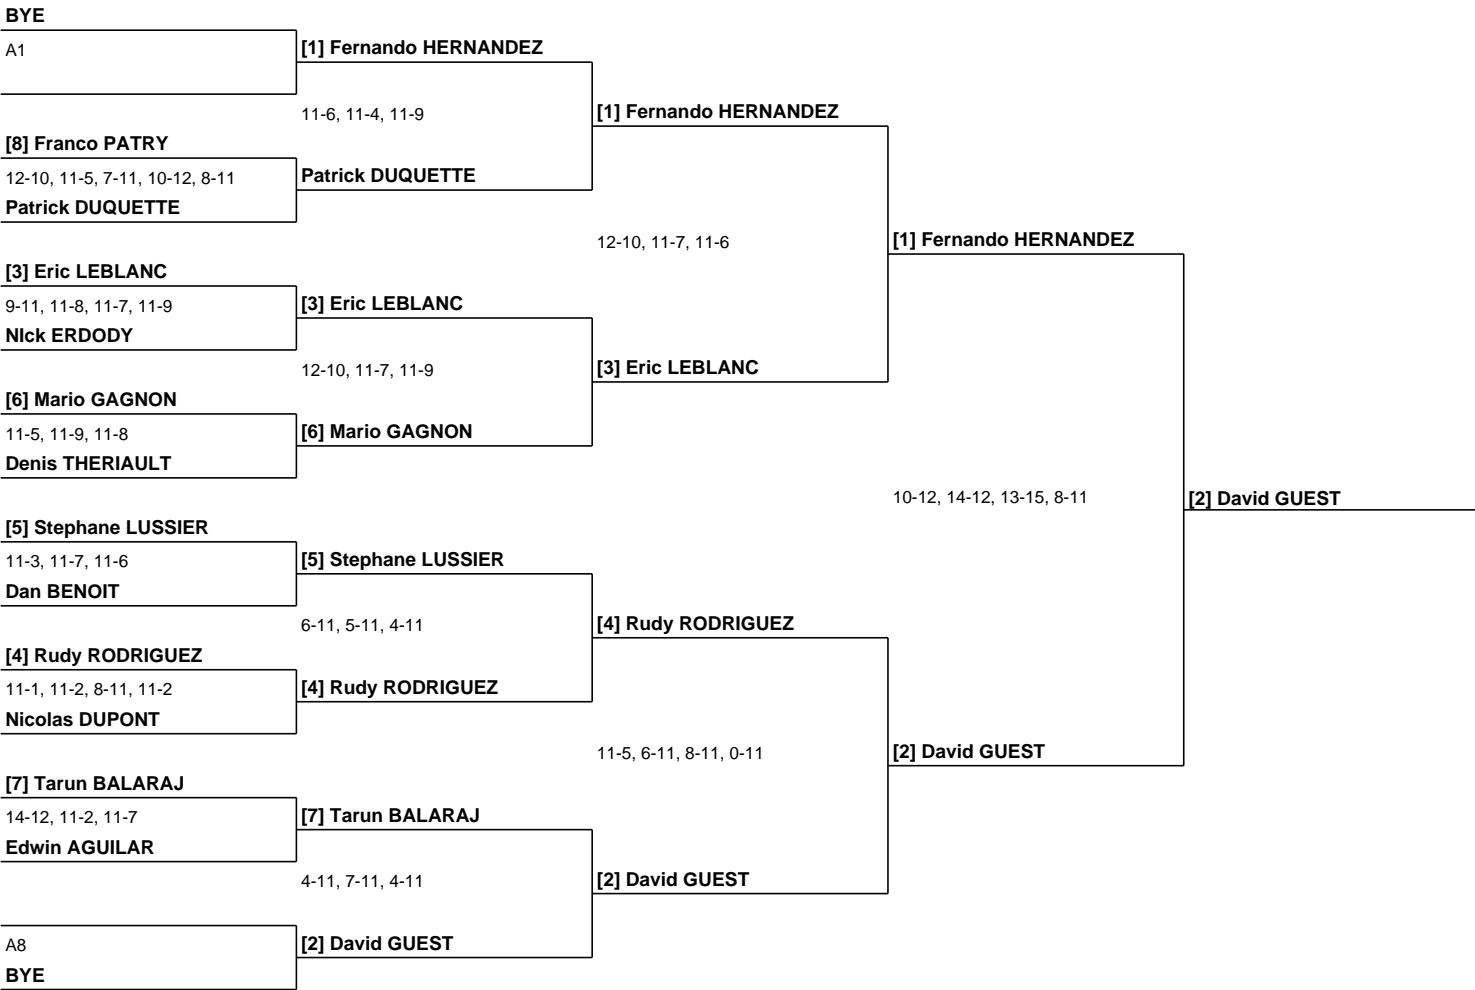 BYE
A1
[1] Fernando HERNANDEZ
11-6, 11-4, 11-9
[1] Fernando HERNANDEZ
[8] Franco PATRY
12-10, 11-5, 7-11, 10-12, 8-11
Patrick DUQUETTE
Patrick DUQUETTE
12-10, 11-7, 11-6
[1] Fernando HERNANDEZ
[3] Eric LEBLANC
9-11, 11-8, 11-7, 11-9
[3] Eric LEBLANC
NIck ERDODY
12-10, 11-7, 11-9
[3] Eric LEBLANC
[6] Mario GAGNON
11-5, 11-9, 11-8
[6] Mario GAGNON
Denis THERIAULT
10-12, 14-12, 13-15, 8-11
[2] David GUEST
[5] Stephane LUSSIER
11-3, 11-7, 11-6
[5] Stephane LUSSIER
Dan BENOIT
6-11, 5-11, 4-11
[4] Rudy RODRIGUEZ
[4] Rudy RODRIGUEZ
11-1, 11-2, 8-11, 11-2
[4] Rudy RODRIGUEZ
Nicolas DUPONT
11-5, 6-11, 8-11, 0-11
[2] David GUEST
[7] Tarun BALARAJ
14-12, 11-2, 11-7
[7] Tarun BALARAJ
Edwin AGUILAR
4-11, 7-11, 4-11
[2] David GUEST
A8
[2] David GUEST
BYE